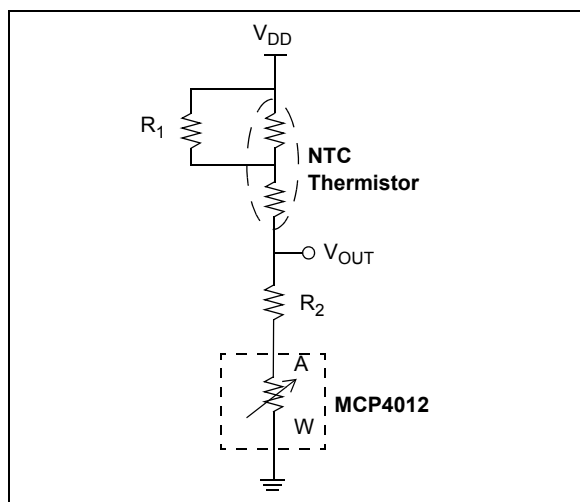 V_DD
R_1
NTC
Thermistor
V_OUT
R_2
A
MCP4012
W